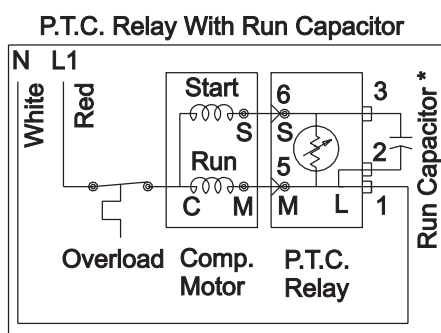 P.T.C. Relay With Run Capacitor
N L1
White
Red
Start
S
Run
C M
6
S
5
M L
3
2
1
Run Capacitor *
Overload
Comp.
Motor
P.T.C.
Relay